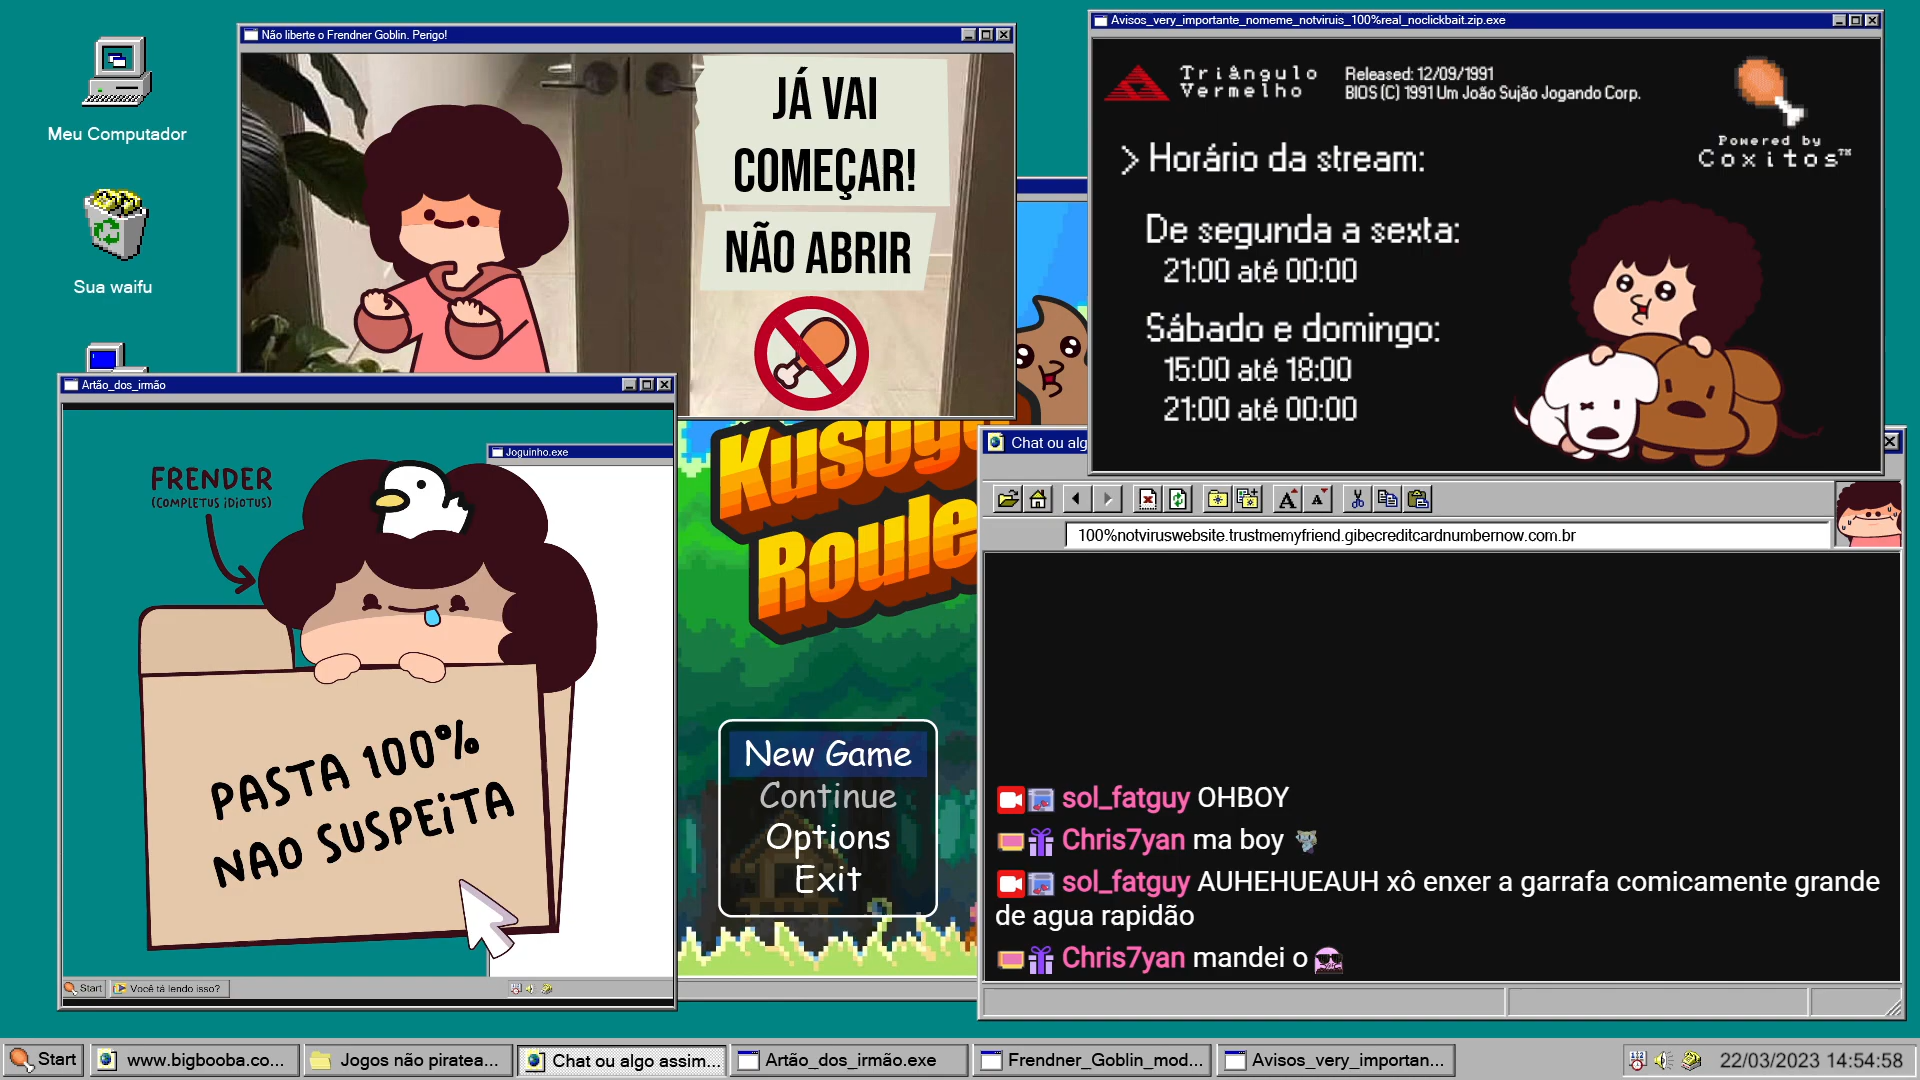 Meu Computador
Sua waifu
Não liberte o Frendner Goblin. Perigo!
JÁ VAI
COMEÇAR!
NÃO ABRIR
Avisos_very_importante_nomeme_notviruis_100%real_noclickbait.zip.exe
Triângulo
Vermelho
Released: 12/09/1991
BIOS (C) 1991 Um João Sujão Jogando Corp.
Powered by
Coxitos™
> Horário da stream:
De segunda a sexta:
21:00 até 00:00
Sábado e domingo:
15:00 até 18:00
21:00 até 00:00
Artão_dos_irmão
Joguinho.exe
FRENDER
(COMPLETUS iDiOTUS)
PASTA 100%
NAO SUSPEiTA
Start
Você tá lendo isso?
Kusoge
Roule
New Game
Continue
Options
Exit
Chat ou alg
100%notviruswebsite.trustmemyfriend.gibecreditcardnumbernow.com.br
sol_fatguy OHBOY
Chris7yan ma boy
sol_fatguy AUHEHUEAUH xô enxer a garrafa comicamente grande
de agua rapidão
Chris7yan mandei o
Start
www.bigbooba.co...
Jogos não piratea...
Chat ou algo assim...
Artão_dos_irmão.exe
Frendner_Goblin_mod...
Avisos_very_importan...
22/03/2023 14:54:58